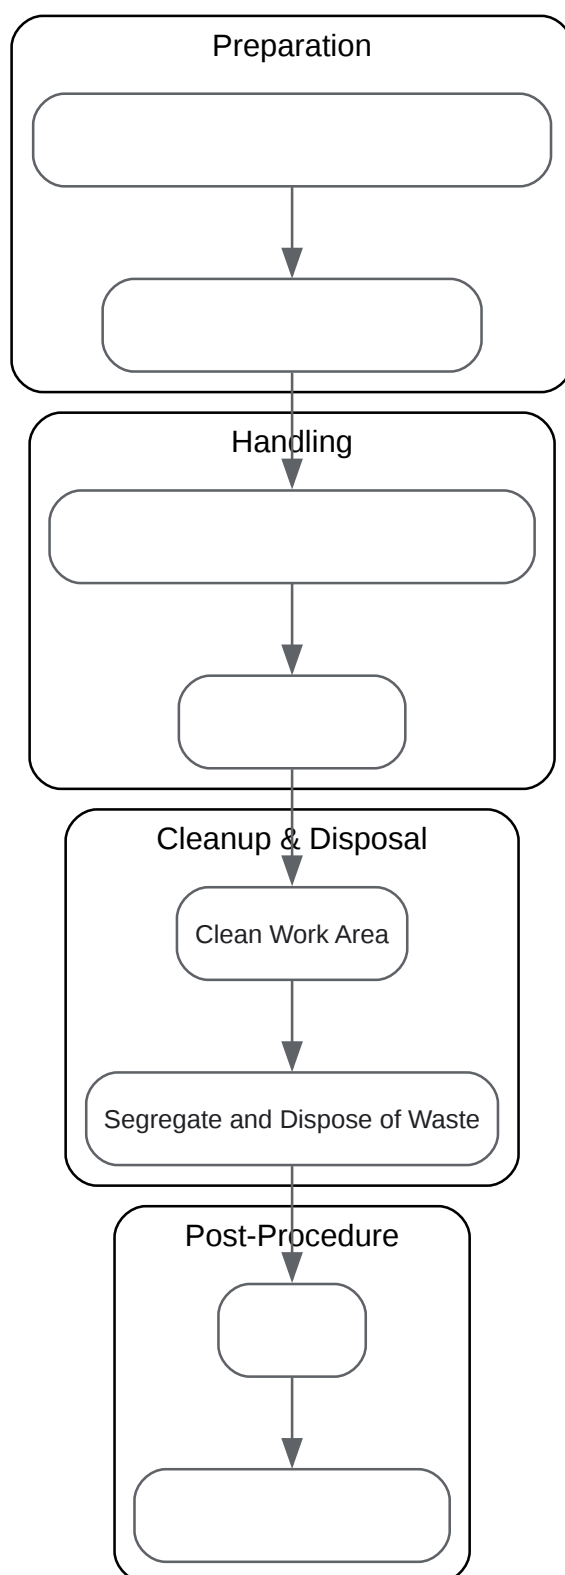 Preparation
Handling
Cleanup & Disposal
Clean Work Area
Segregate and Dispose of Waste
Post-Procedure